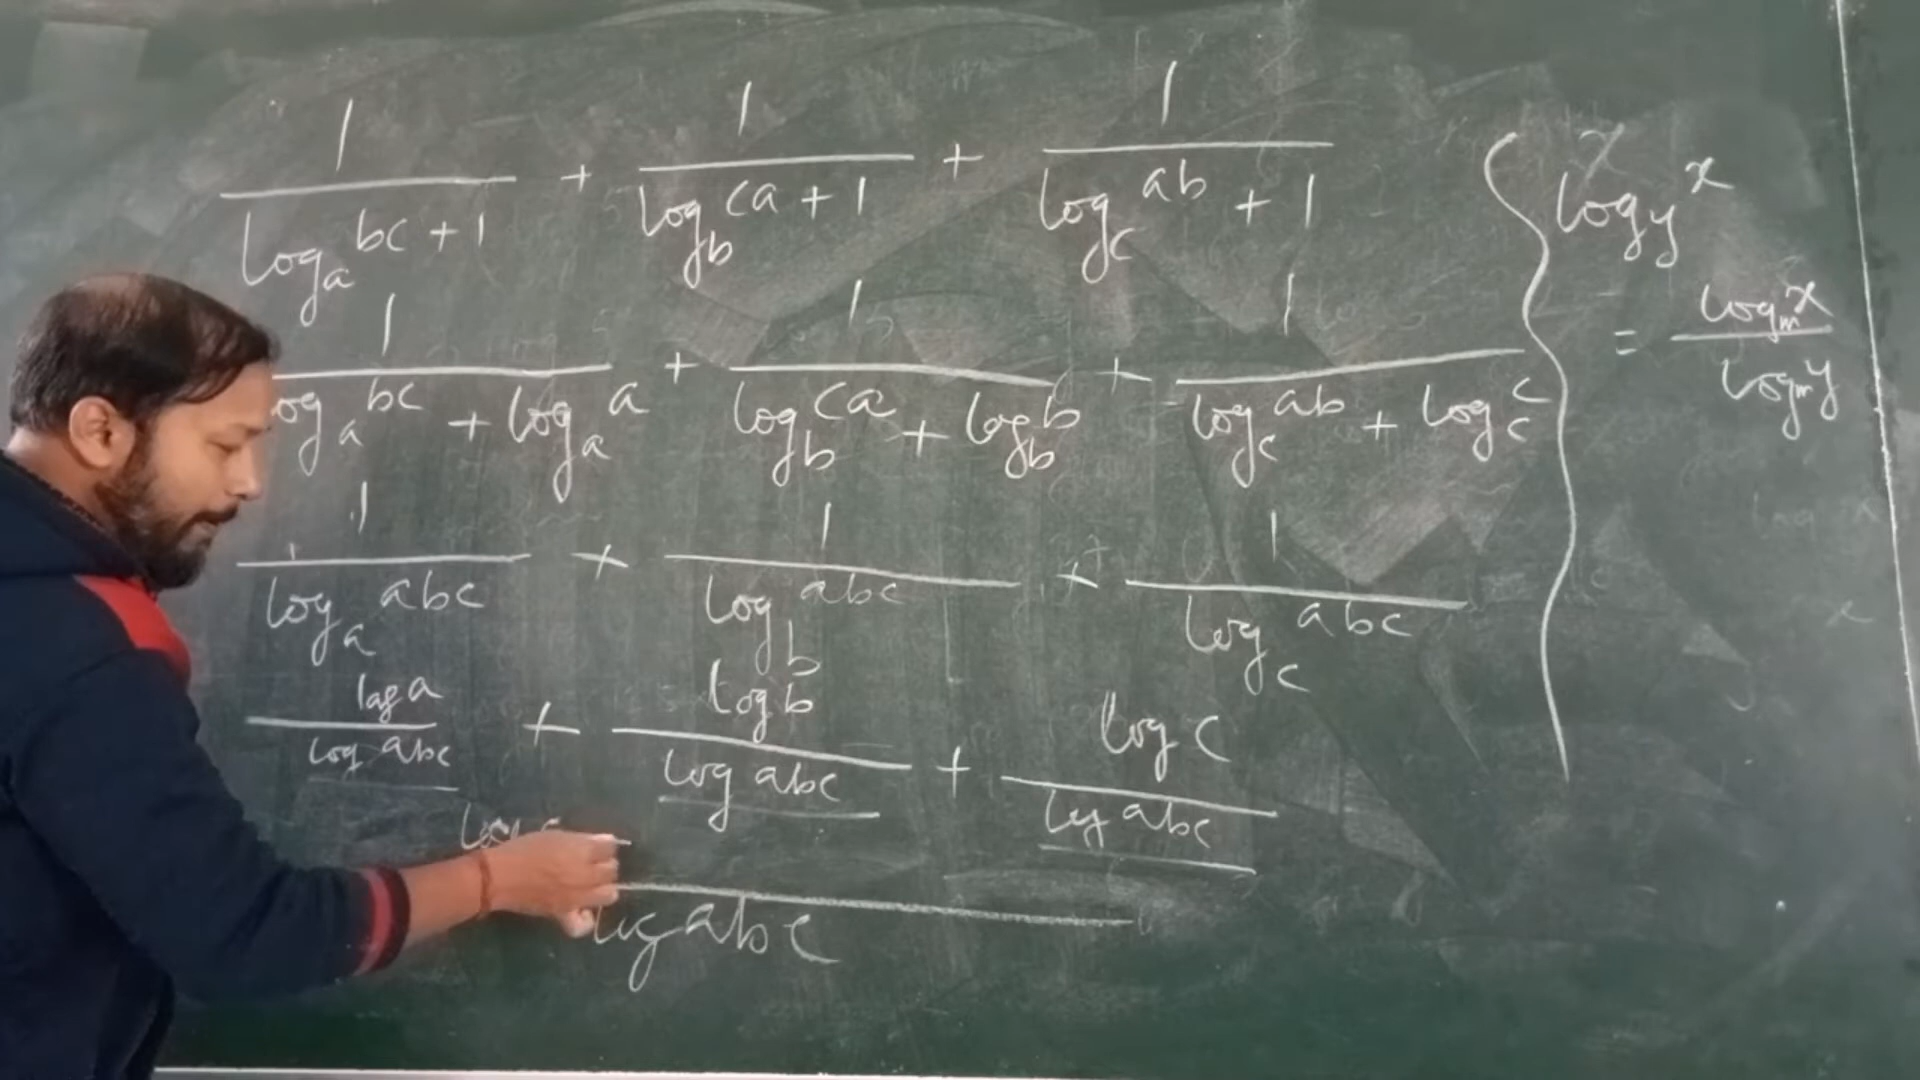 1 / (log_a bc + 1) + 1 / (log_b ca + 1) + 1 / (log_c ab + 1)
1 / (log_a bc + log_a a) + 1 / (log_b ca + log_b b) + 1 / (log_c ab + log_c c)
1 / (log_a abc) + 1 / (log_b abc) + 1 / (log_c abc)
log a / log abc + log b / log abc + log c / log abc
log
log abc
log_y x
= log_m x / log_m y